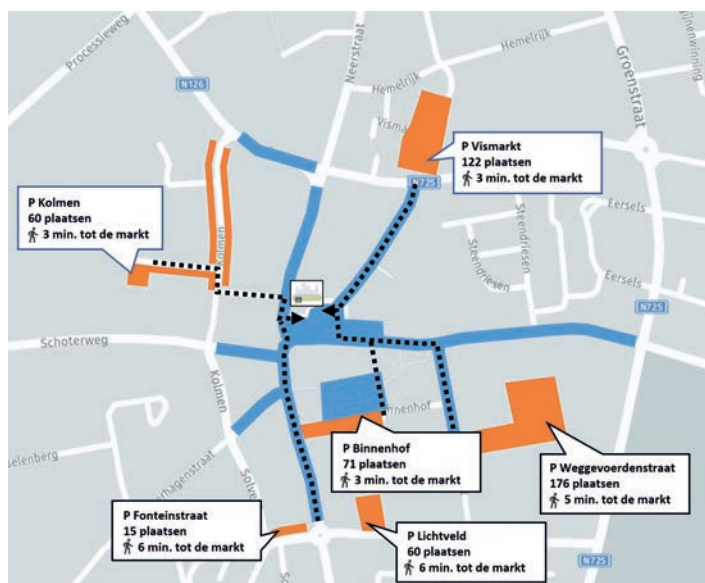 Processieweg
N126
Neerstraat
Hemelrijk
Hemelrijk
Groenstraat
P Vismarkt
122 plaatsen
3 min. tot de markt
N725
P Kolmen
60 plaatsen
3 min. tot de markt
Kolmen
Steendriesen
Steendriesen
Eersels
Eersels
N725
Schoterweg
Kolmen
P Binnenhof
71 plaatsen
3 min. tot de markt
P Weggevoerdenstraat
176 plaatsen
5 min. tot de markt
P Fonteinstraat
15 plaatsen
6 min. tot de markt
P Lichtveld
60 plaatsen
6 min. tot de markt
N725